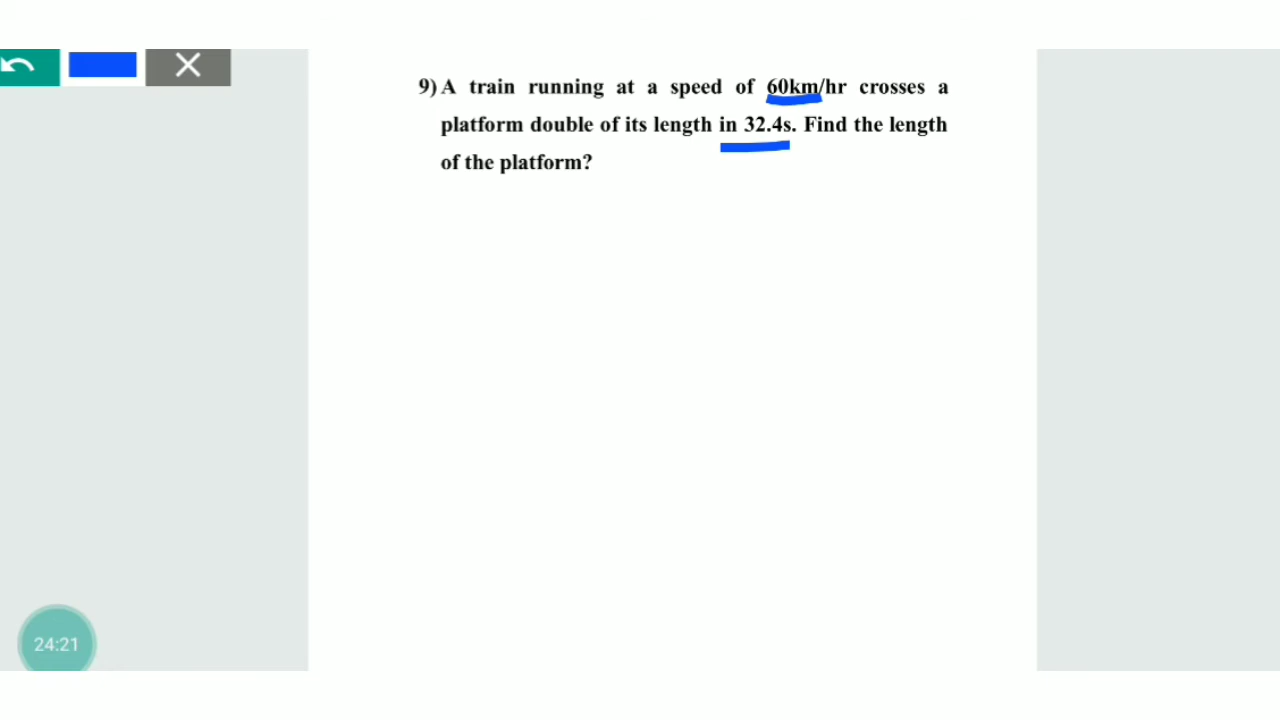 9) A train running at a speed of 60km/hr crosses a
platform double of its length in 32.4s. Find the length
of the platform?
24:21